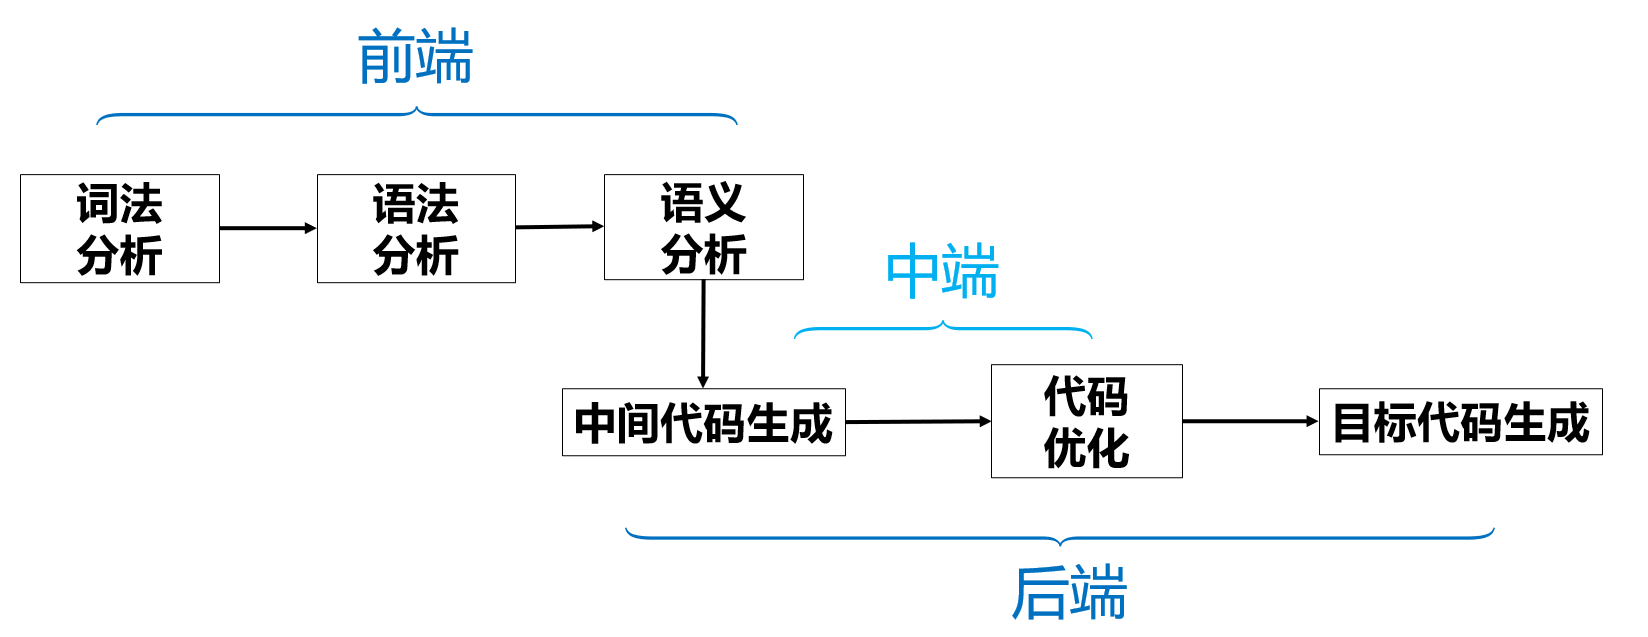 前端
词法
分析
语法
分析
语义
分析
中端
中间代码生成
代码
优化
目标代码生成
后端